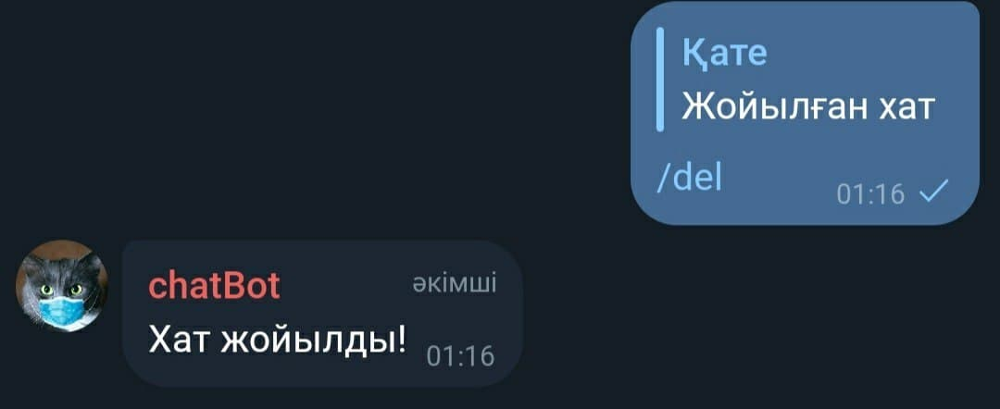 Қате
Жойылған хат
/del
01:16
chatBot
әкімші
Хат жойылды!
01:16